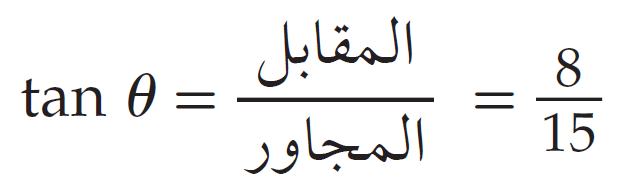 tan θ = المقابل / المجاور = 8 / 15